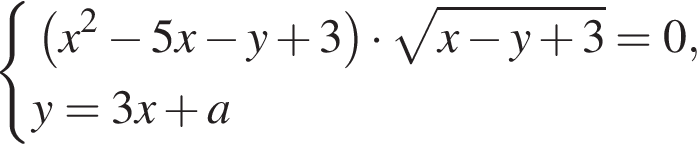 (x² − 5x − y + 3) · √(x − y + 3) = 0,
y = 3x + a